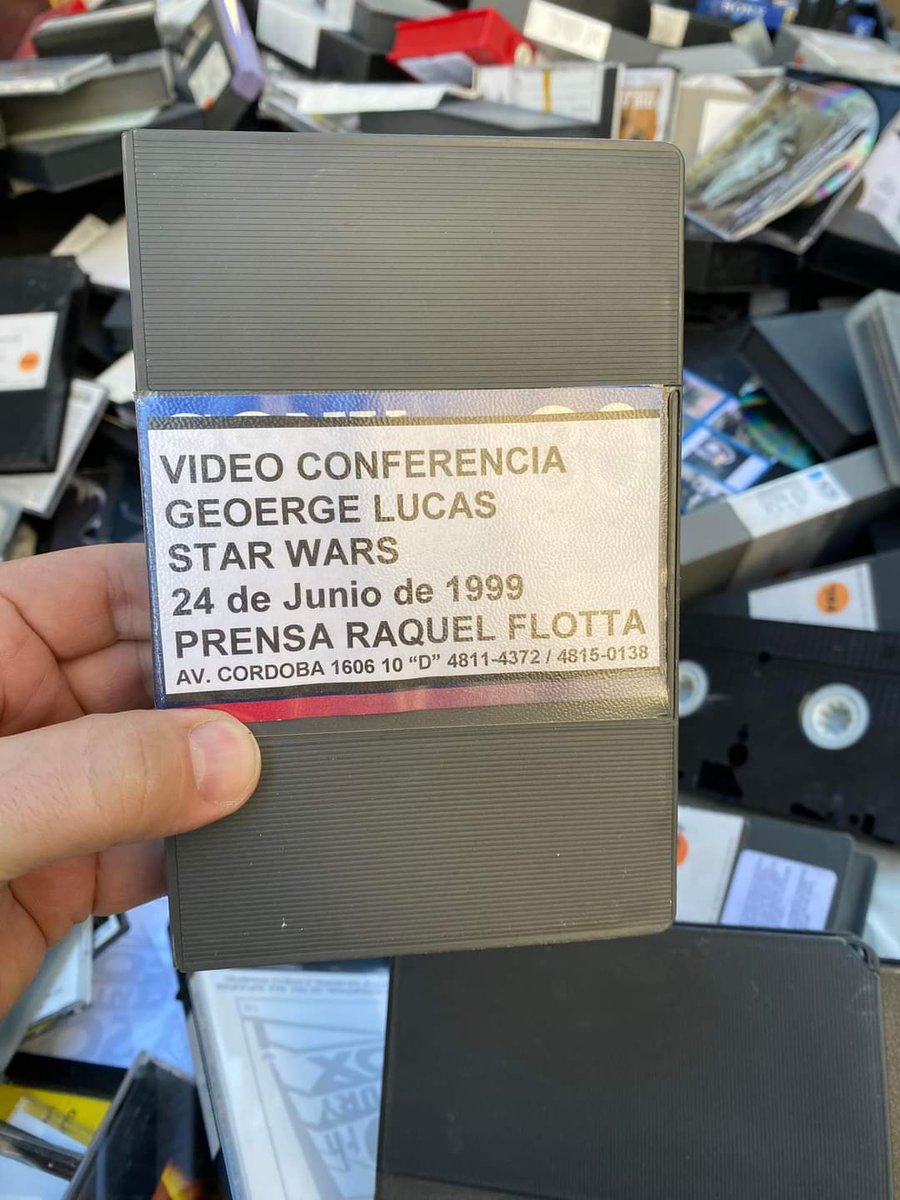 SONY
VIDEO CONFERENCIA
GEOERGE LUCAS
STAR WARS
24 de Junio de 1999
PRENSA RAQUEL FLOTTA
AV. CORDOBA 1606 10 “D” 4811-4372 / 4815-0138